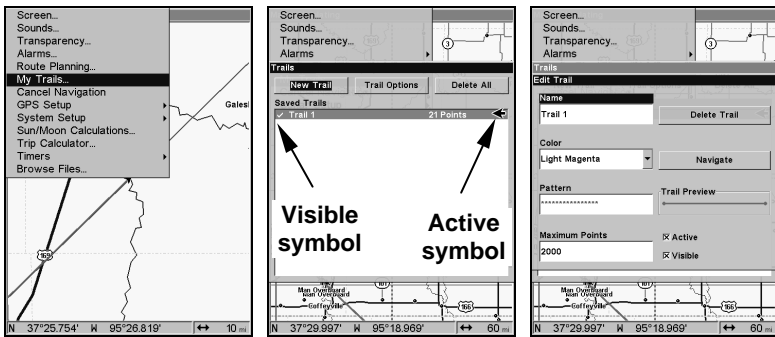 Screen...
Sounds...
Transparency...
Alarms...
Route Planning...
My Trails...
Cancel Navigation
GPS Setup
System Setup
Sun/Moon Calculations...
Trip Calculator...
Timers
Browse Files...
169
N 37°25.754' W 95°26.819' 10 mi
Screen...
Sounds...
Transparency...
Alarms
3
Trails
New Trail Trail Options Delete All
Saved Trails
Trail 1 21 Points
Visible symbol
Active symbol
Man Overboard
Coffeyville
166
N 37°29.997' W 95°18.969' 60 mi
Screen...
Sounds...
Transparency...
Alarms
3
Trails
Edit Trail
Name
Trail 1
Delete Trail
Color
Light Magenta
Navigate
Pattern
****************
Trail Preview
Maximum Points
2000
Active
Visible
Man Overboard
Coffeyville
166
N 37°29.997' W 95°18.969' 60 mi